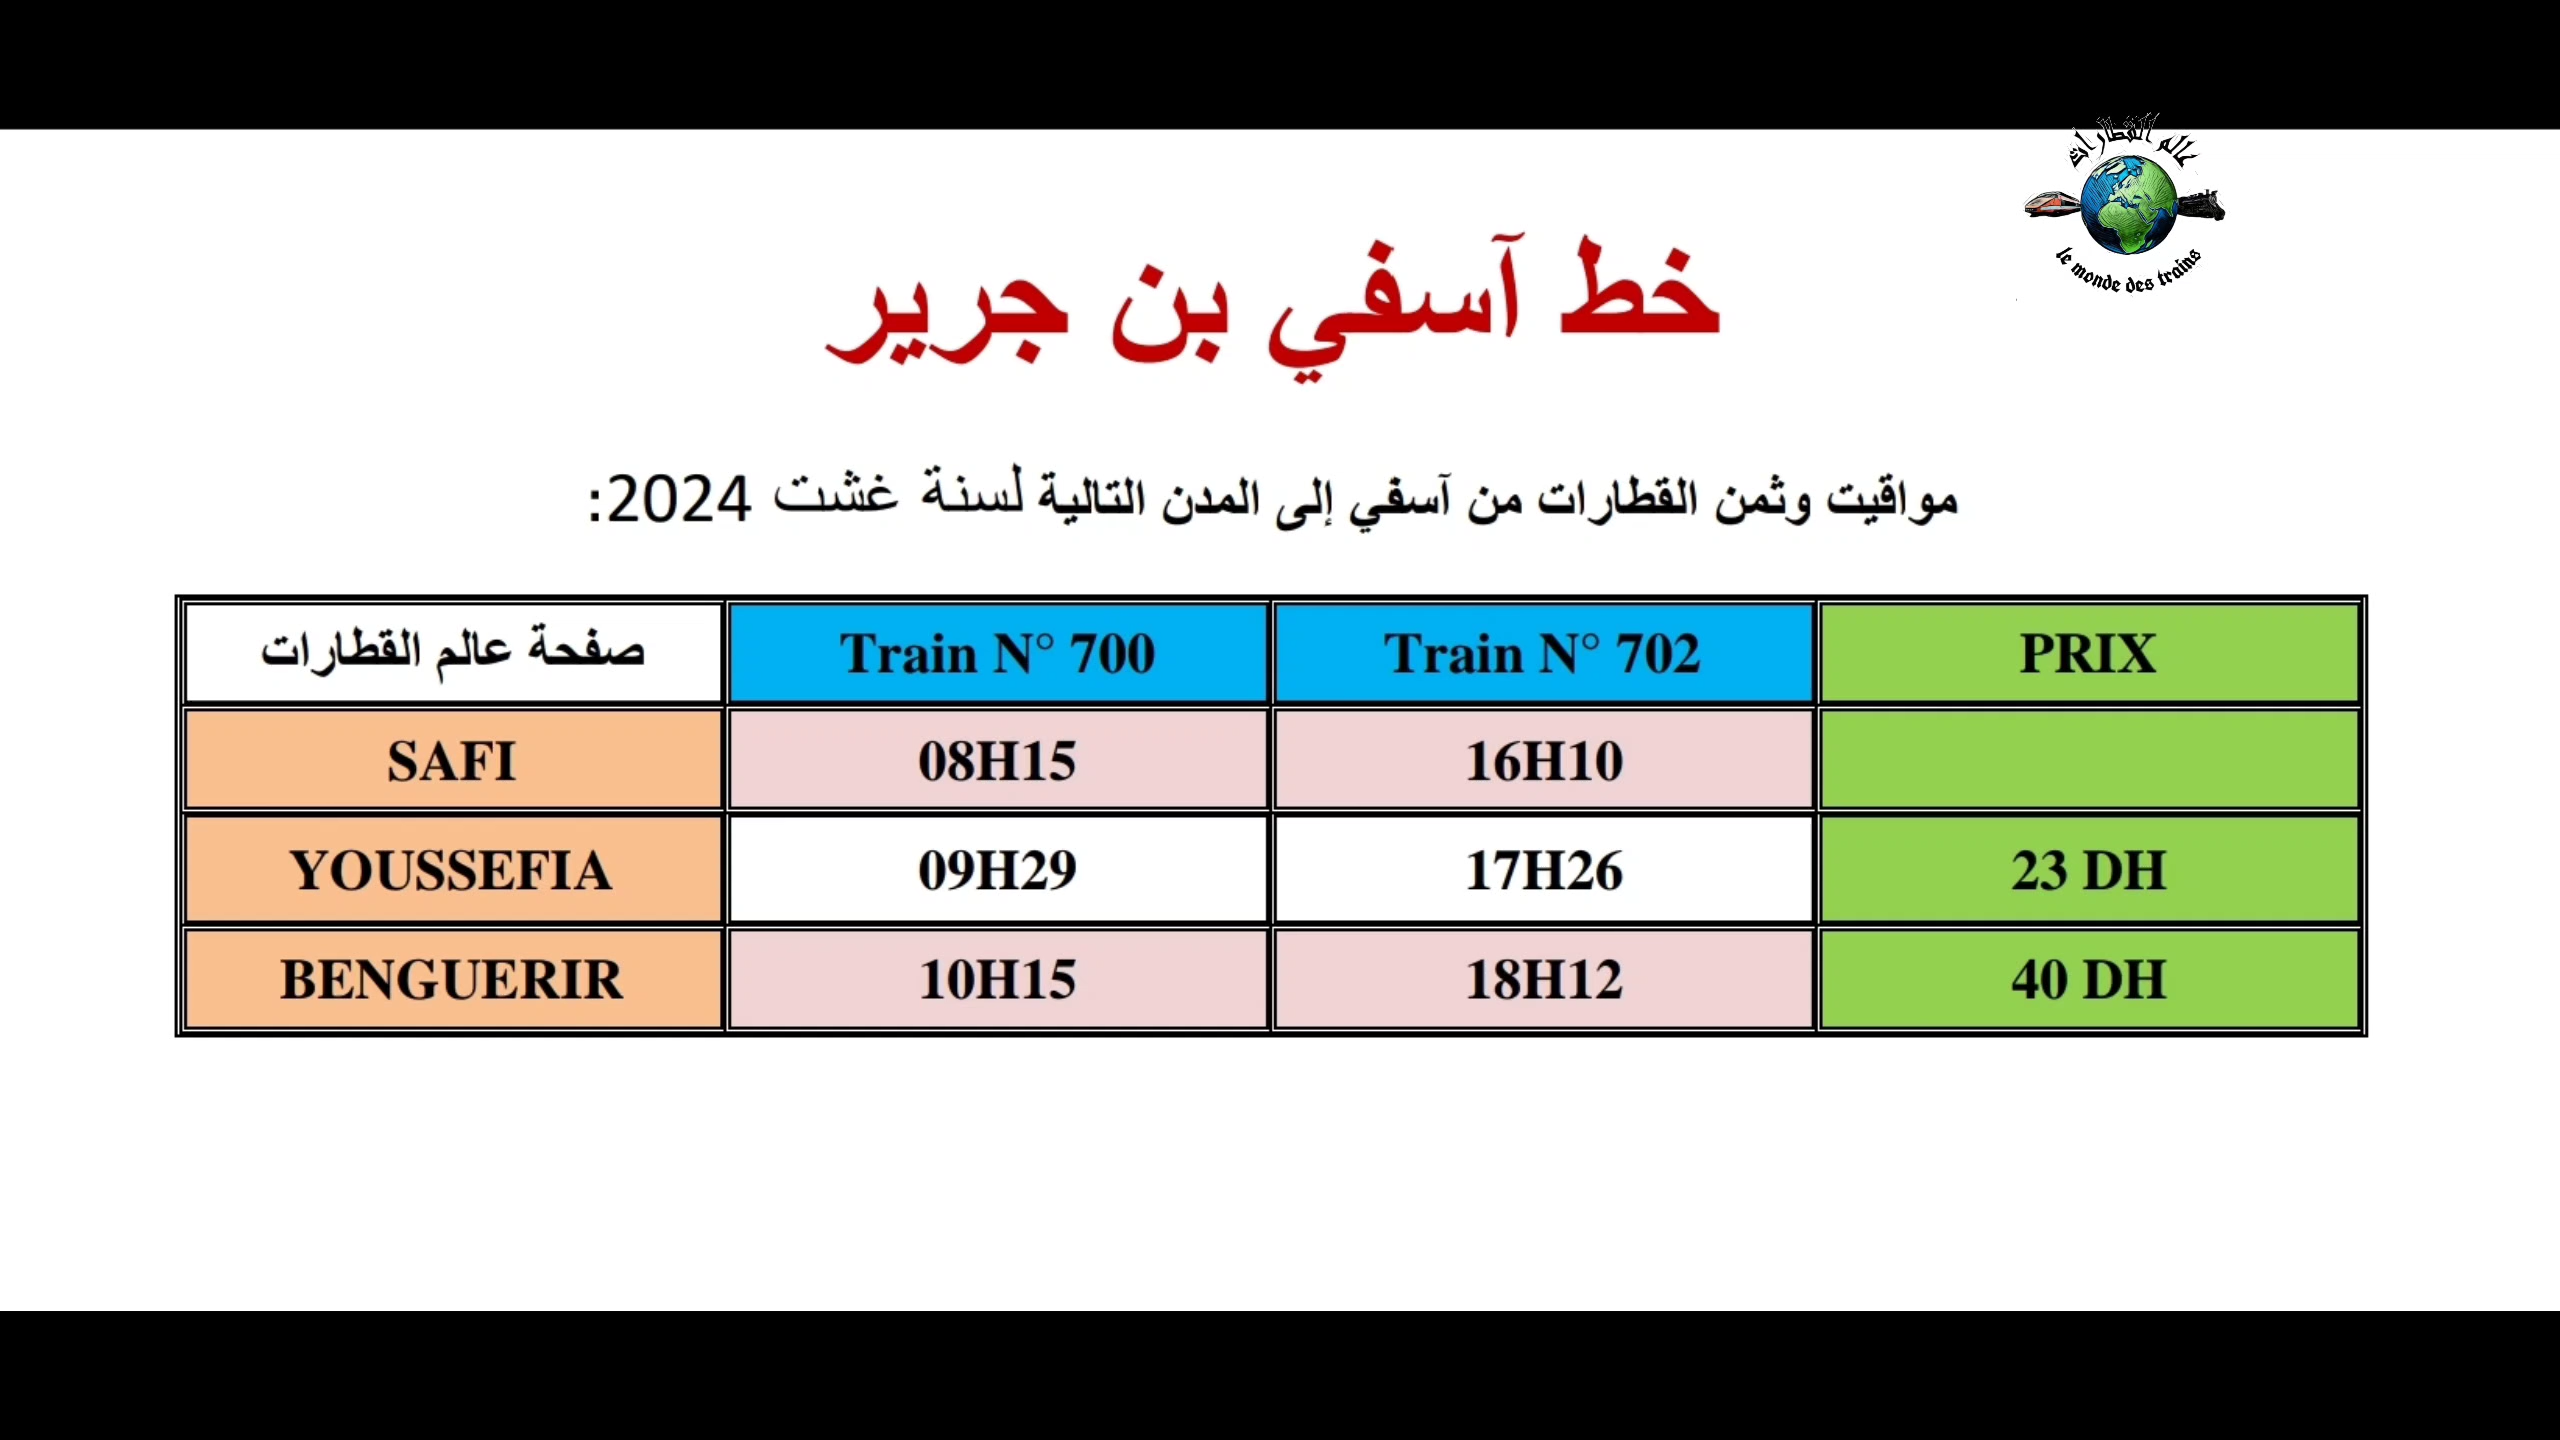 عالم القطارات
le monde des trains
خط آسفي بن جرير
مواقيت وثمن القطارات من آسفي إلى المدن التالية لسنة غشت 2024:
صفحة عالم القطارات Train N° 700 Train N° 702 PRIX
SAFI 08H15 16H10
YOUSSEFIA 09H29 17H26 23 DH
BENGUERIR 10H15 18H12 40 DH